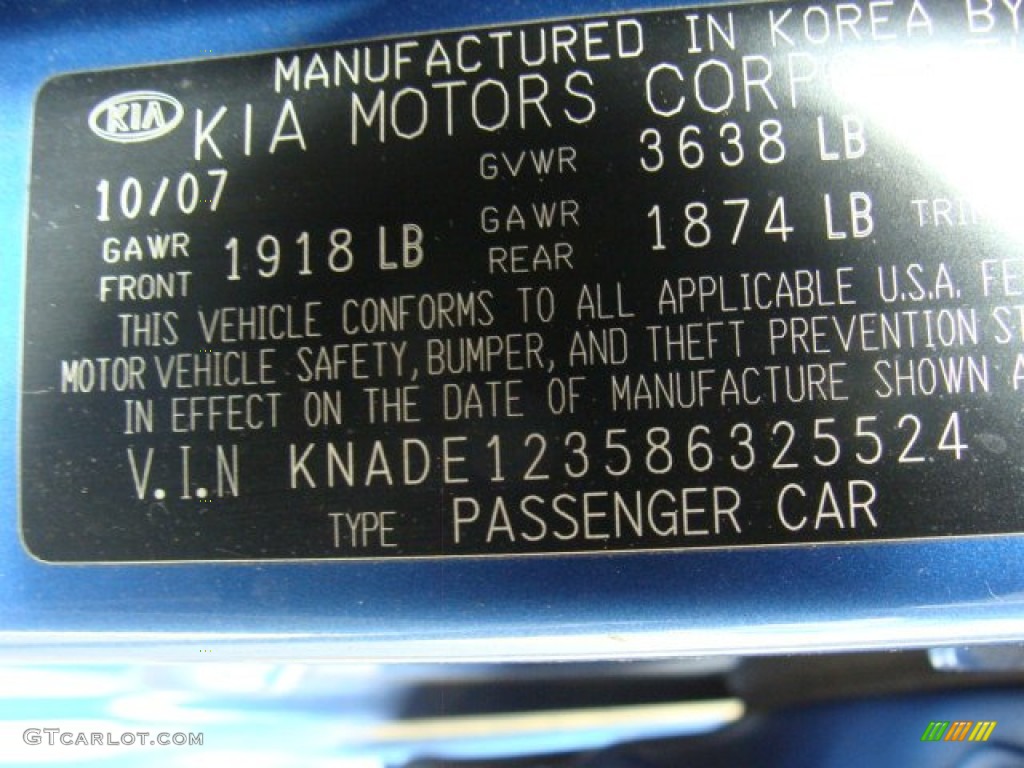 MANUFACTURED IN KOREA BY
KIA KIA MOTORS
10/07 GVWR 3638 LB
GAWR FRONT 1918 LB GAWR REAR 1874 LB
THIS VEHICLE CONFORMS TO ALL APPLICABLE U.S.A.
MOTOR VEHICLE SAFETY, BUMPER, AND THEFT PREVENTION
IN EFFECT ON THE DATE OF MANUFACTURE SHOWN
V.I.N KNADE123586325524
TYPE PASSENGER CAR
GTCARLOT.COM